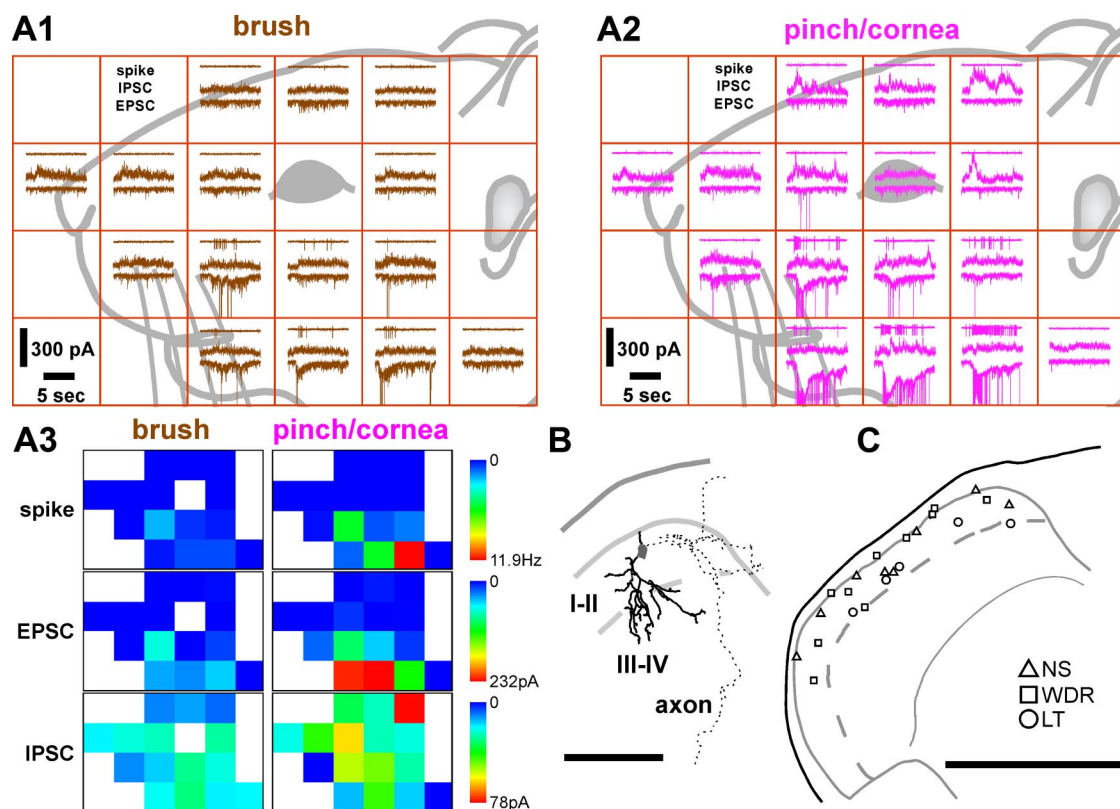 A1
brush
spike
IPSC
EPSC
300 pA
5 sec
A2
pinch/cornea
spike
IPSC
EPSC
300 pA
5 sec
A3
brush
pinch/cornea
spike
0
11.9Hz
EPSC
0
232pA
IPSC
0
78pA
B
I-II
III-IV
axon
C
NS
WDR
LT